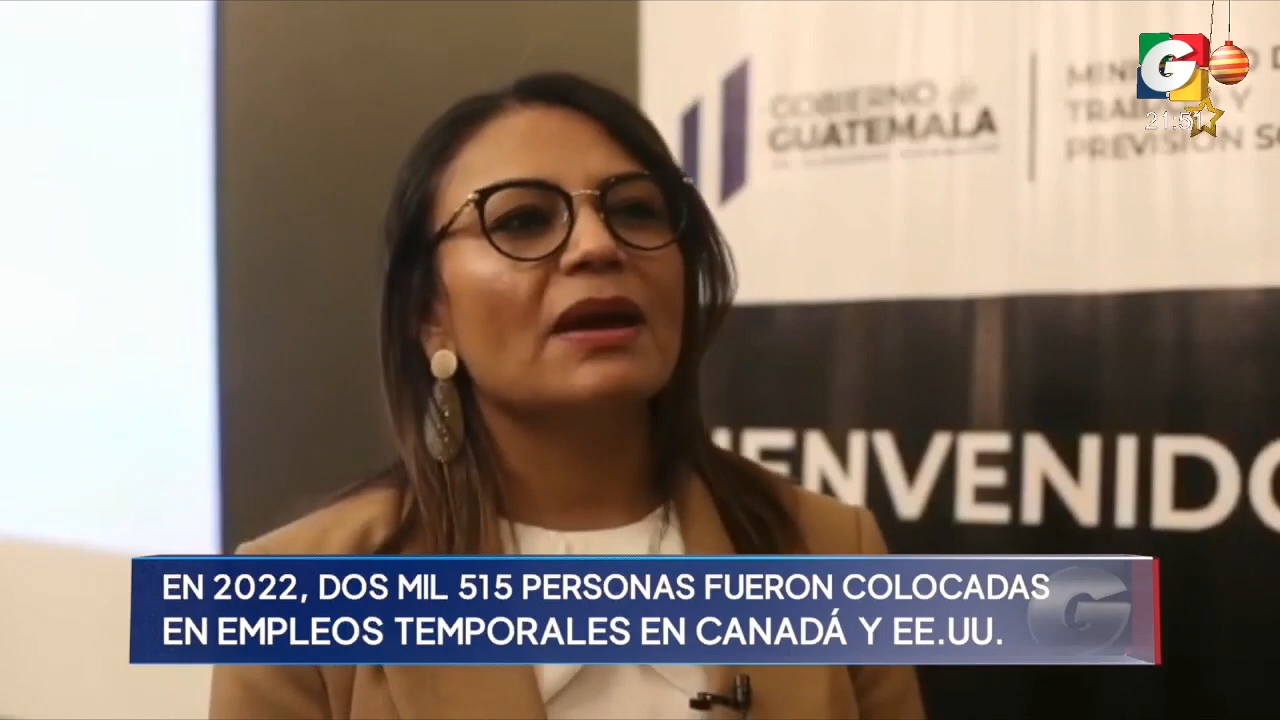 G
21:51
GOBIERNO de
GUATEMALA
TRABAJO Y
PREVISIÓN
EN 2022, DOS MIL 515 PERSONAS FUERON COLOCADAS
EN EMPLEOS TEMPORALES EN CANADÁ Y EE.UU.
G